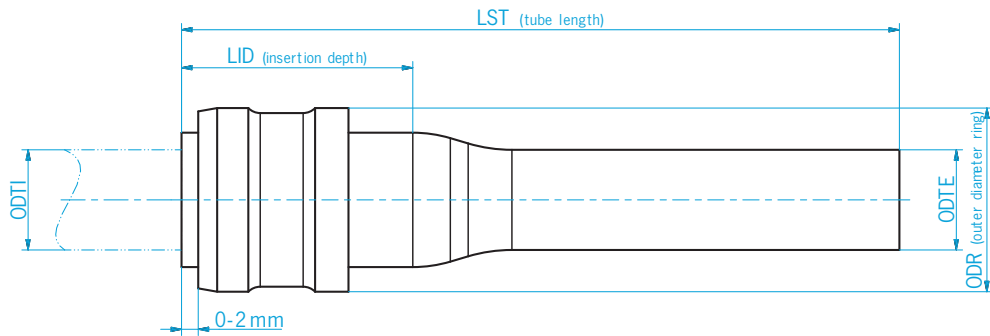 LST (tube length)
LID (insertion depth)
ODTI
ODTE
ODR (outer diameter ring)
0-2 mm